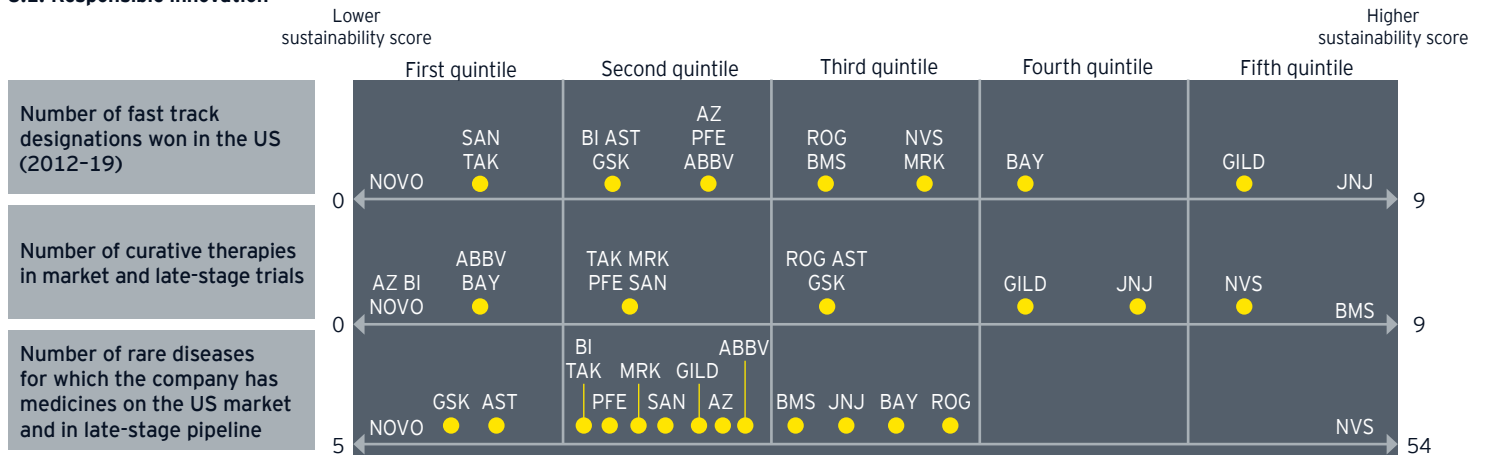 Responsible innovation
Lower
sustainability score
Higher
sustainability score
First quintile
Second quintile
Third quintile
Fourth quintile
Fifth quintile
Number of fast track
designations won in the US
(2012–19)
0
NOVO
SAN
TAK
BI AST
GSK
AZ
PFE
ABBV
ROG
BMS
NVS
MRK
BAY
GILD
JNJ
9
Number of curative therapies
in market and late-stage trials
0
AZ BI
NOVO
ABBV
BAY
TAK MRK
PFE SAN
ROG AST
GSK
GILD
JNJ
NVS
BMS
9
Number of rare diseases
for which the company has
medicines on the US market
and in late-stage pipeline
5
NOVO
GSK
AST
BI
TAK
PFE
MRK
SAN
GILD
AZ
ABBV
BMS
JNJ
BAY
ROG
NVS
54